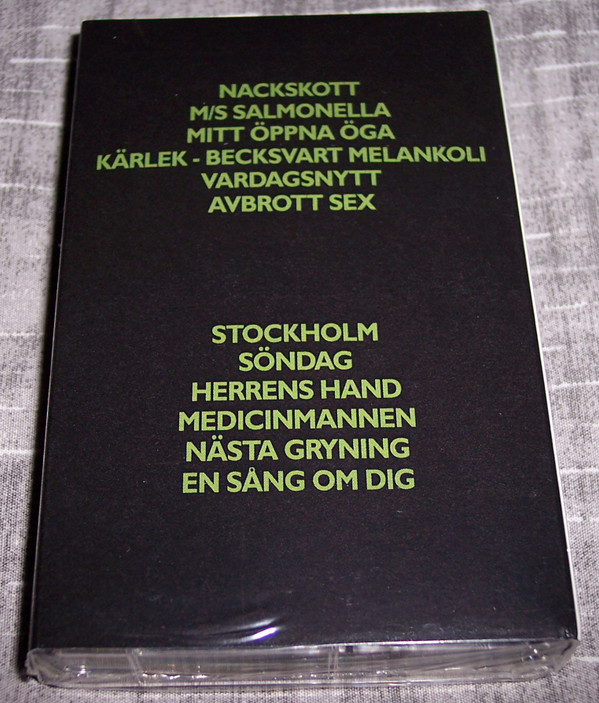 NACKSKOTT
M/S SALMONELLA
MITT ÖPPNA ÖGA
KÄRLEK - BECKSVART MELANKOLI
VARDAGSNYTT
AVBROTT SEX
STOCKHOLM
SÖNDAG
HERRENS HAND
MEDICINMANNEN
NÄSTA GRYNING
EN SÅNG OM DIG